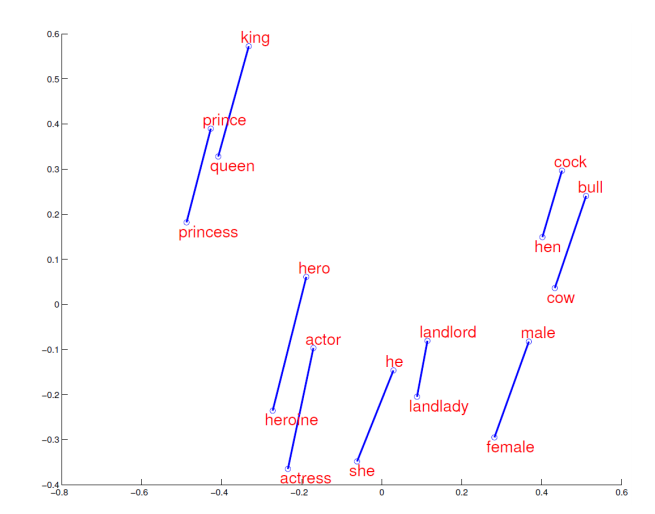 0.6
king
0.5
0.4
prince
0.3
queen
cock
bull
0.2
princess
hen
0.1
hero
cow
0
actor
landlord
male
−0.1
he
−0.2
heroine
landlady
−0.3
female
she
actress
−0.4
−0.8
−0.6
−0.4
−0.2
0
0.2
0.4
0.6